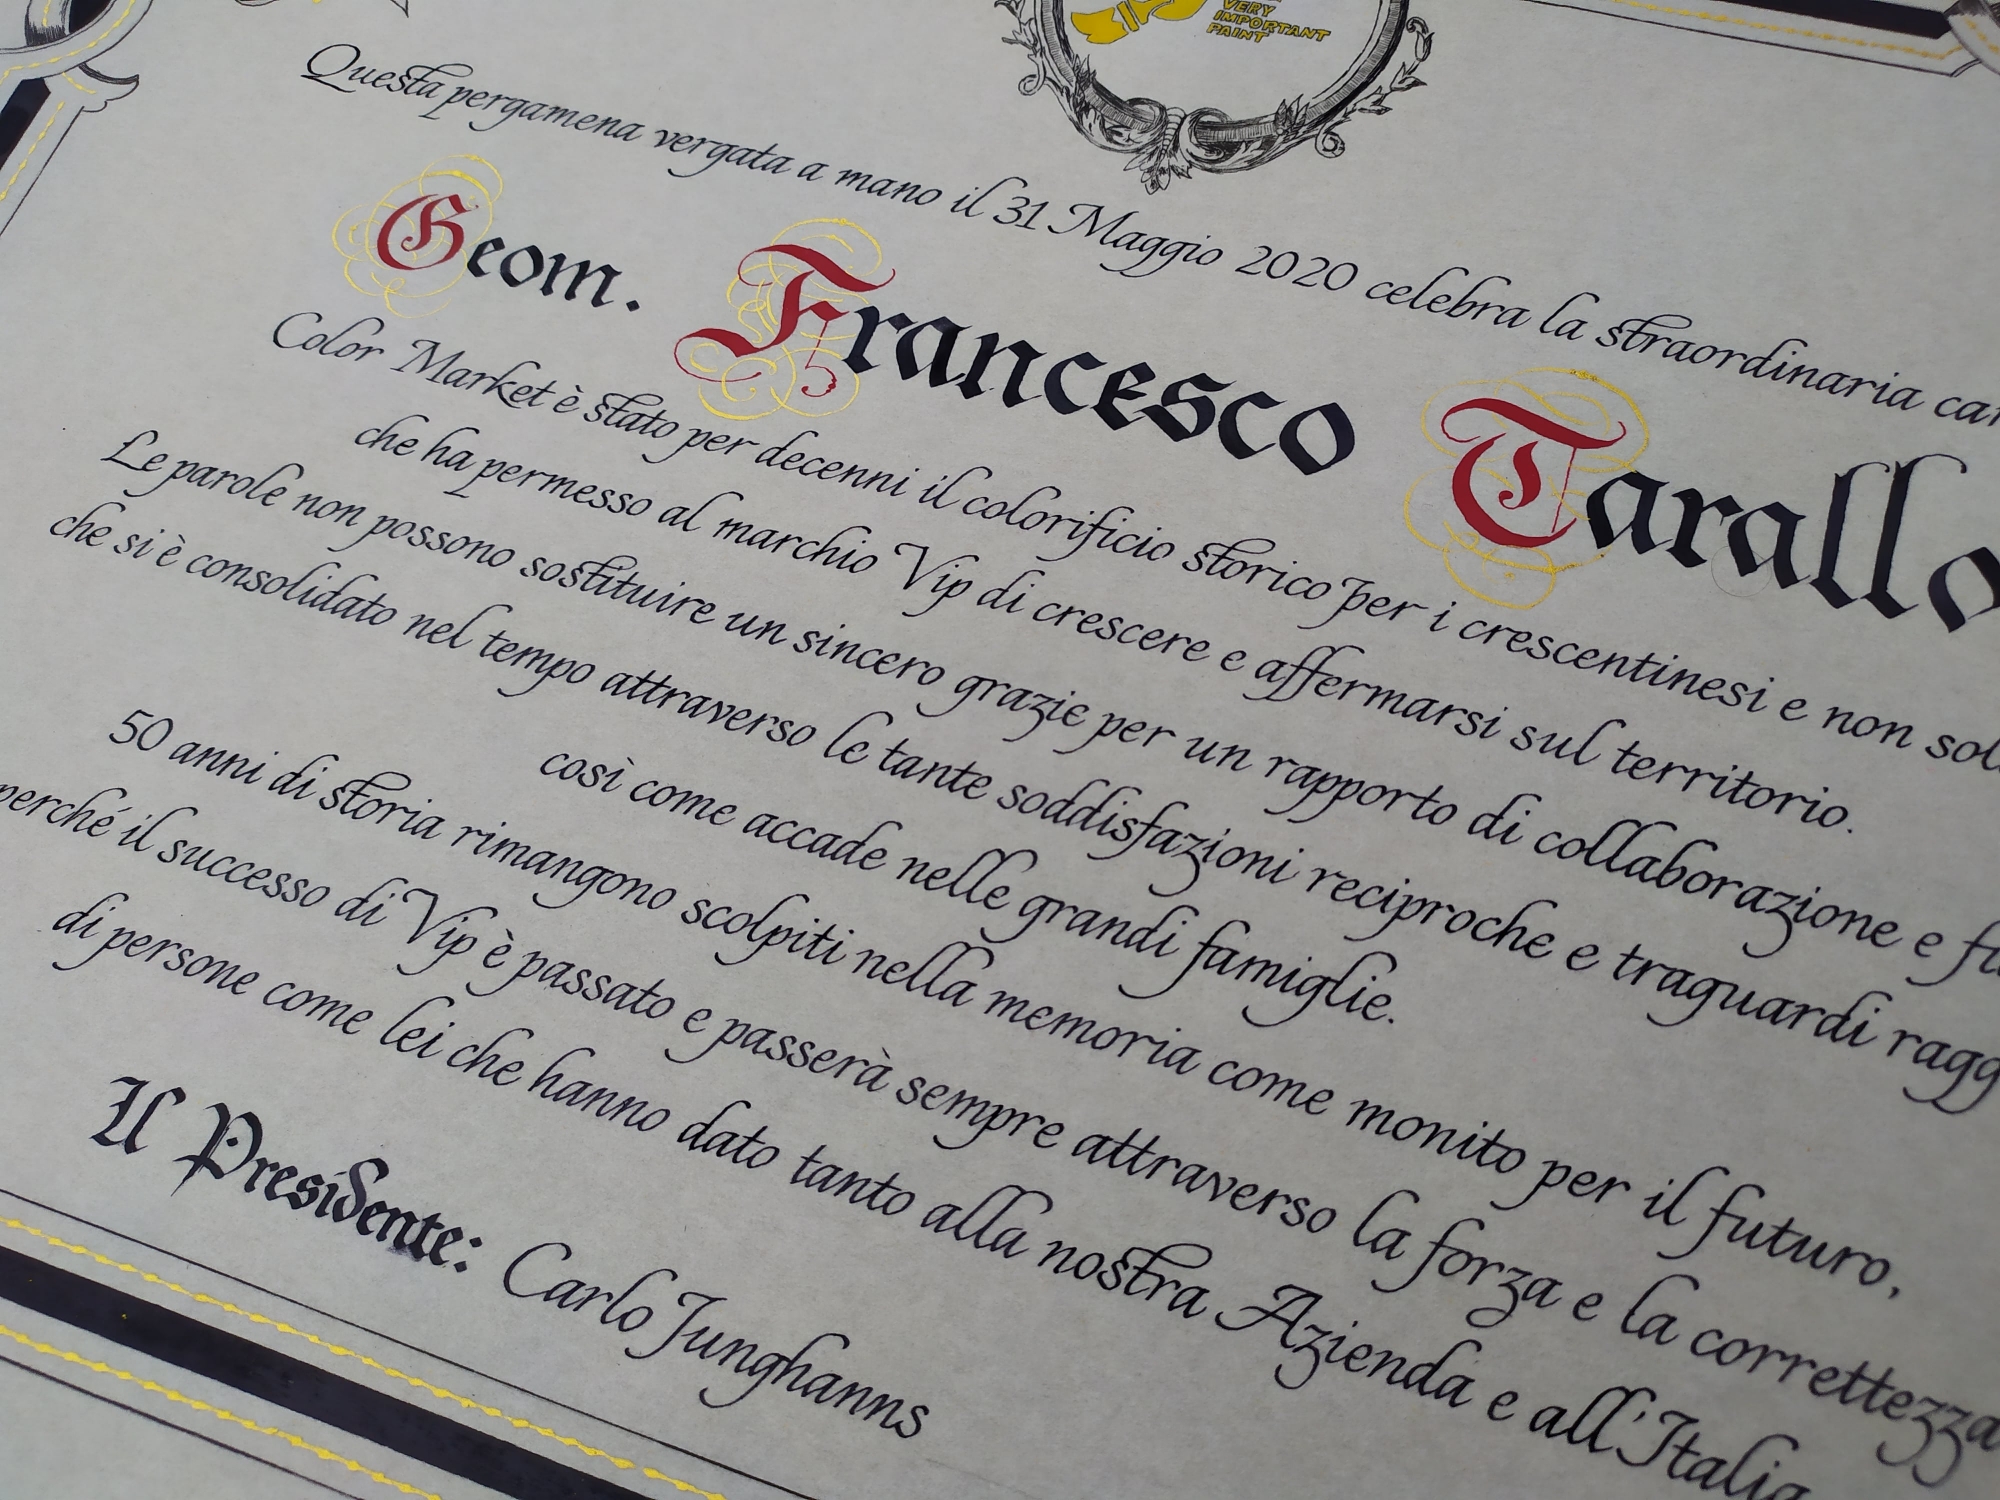 VERY
IMPORTANT
PAINT
Questa pergamena vergata a mano il 31 Maggio 2020 celebra la straordinaria
Geom. Francesco Tarallo
Color Market è stato per decenni il colorificio storico per i crescentinesi e non
che ha permesso al marchio Vip di crescere e affermarsi sul territorio.
Le parole non possono sostituire un sincero grazie per un rapporto di collaborazione e
che si è consolidato nel tempo attraverso le tante soddisfazioni reciproche e traguardi
così come accade nelle grandi famiglie.
50 anni di storia rimangono scolpiti nella memoria come monito per il futuro,
perché il successo di Vip è passato e passerà sempre attraverso la forza e la correttezza
di persone come lei che hanno dato tanto alla nostra Azienda e all'Italia
Il Presidente: Carlo Junghanns